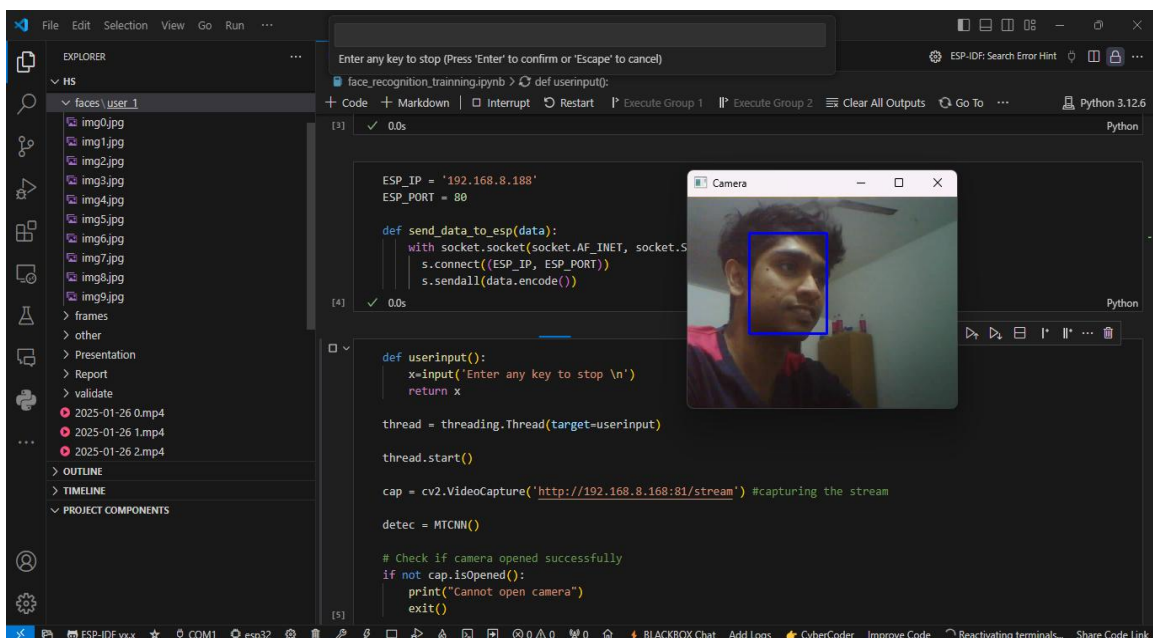 File Edit Selection View Go Run ...
Enter any key to stop (Press 'Enter' to confirm or 'Escape' to cancel)
EXPLORER
ESP-IDF: Search Error Hint
HS
face_recognition_trainning.ipynb > def userinput():
faces \ user_1
+ Code + Markdown Interrupt Restart Execute Group 1 Execute Group 2 Clear All Outputs Go To ... Python 3.12.6
img0.jpg
img1.jpg
img2.jpg
img3.jpg
img4.jpg
img5.jpg
img6.jpg
img7.jpg
img8.jpg
img9.jpg
frames
other
Presentation
Report
validate
2025-01-26 0.mp4
2025-01-26 1.mp4
2025-01-26 2.mp4
OUTLINE
TIMELINE
PROJECT COMPONENTS
[3] 0.0s Python
ESP_IP = '192.168.8.188'
ESP_PORT = 80
def send_data_to_esp(data):
with socket.socket(socket.AF_INET, socket.S
s.connect((ESP_IP, ESP_PORT))
s.sendall(data.encode())
[4] 0.0s Python
Camera
def userinput():
x=input('Enter any key to stop \n')
return x
thread = threading.Thread(target=userinput)
thread.start()
cap = cv2.VideoCapture('http://192.168.8.168:81/stream') #capturing the stream
detec = MTCNN()
# Check if camera opened successfully
if not cap.isOpened():
print("Cannot open camera")
exit()
[5]
ESP-IDF vx.x COM1 esp32 0 0 0 BLACKBOX Chat Add Logs CyberCoder Improve Code Reactivating terminals... Share Code Link